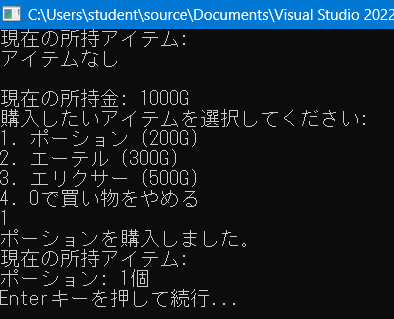 C:\Users\student\source\Documents\Visual Studio 2022
現在の所持アイテム:
アイテムなし
現在の所持金: 1000G
購入したいアイテムを選択してください:
1. ポーション (200G)
2. エーテル (300G)
3. エリクサー (500G)
4. 0で買い物をやめる
1
ポーションを購入しました。
現在の所持アイテム:
ポーション: 1個
Enterキーを押して続行...